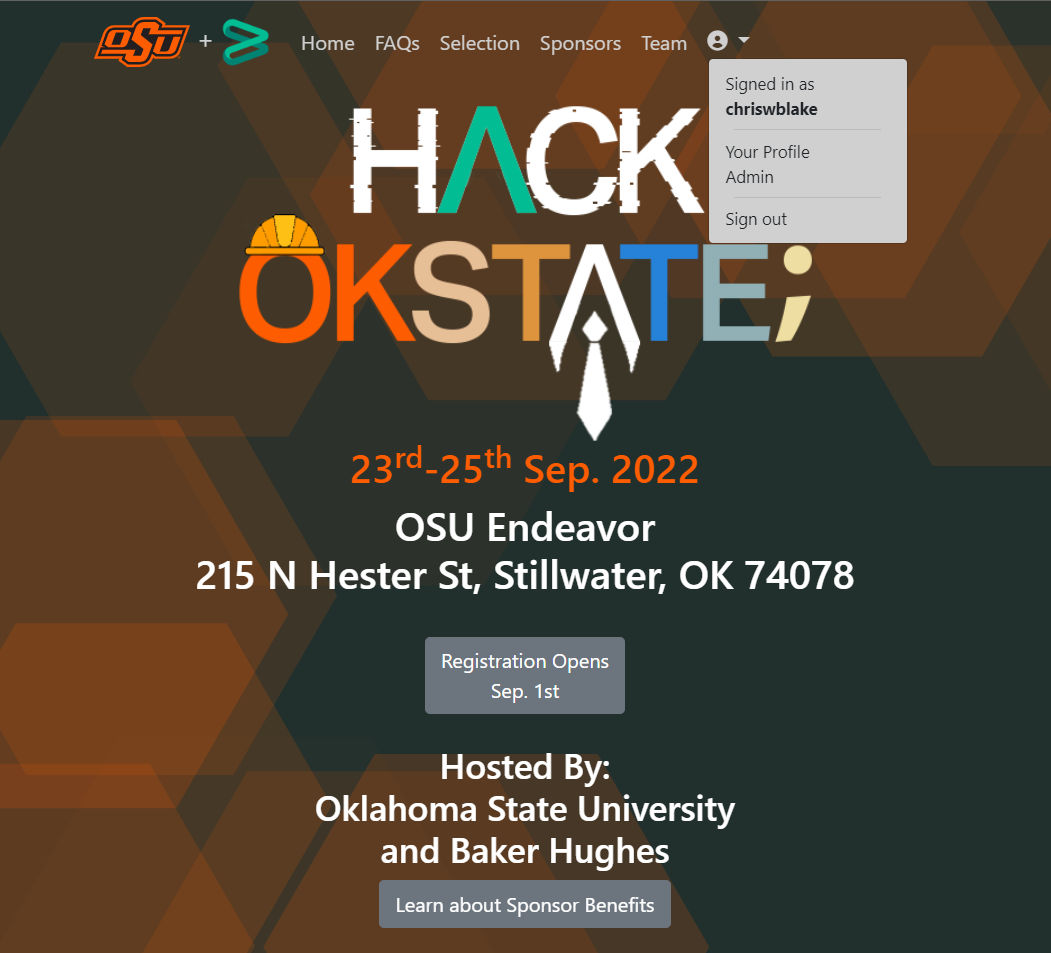 OSU + Home FAQs Selection Sponsors Team
Signed in as
chriswblake
Your Profile
Admin
Sign out
HACK
OKSTATE;
23rd-25th Sep. 2022
OSU Endeavor
215 N Hester St, Stillwater, OK 74078
Registration Opens
Sep. 1st
Hosted By:
Oklahoma State University
and Baker Hughes
Learn about Sponsor Benefits